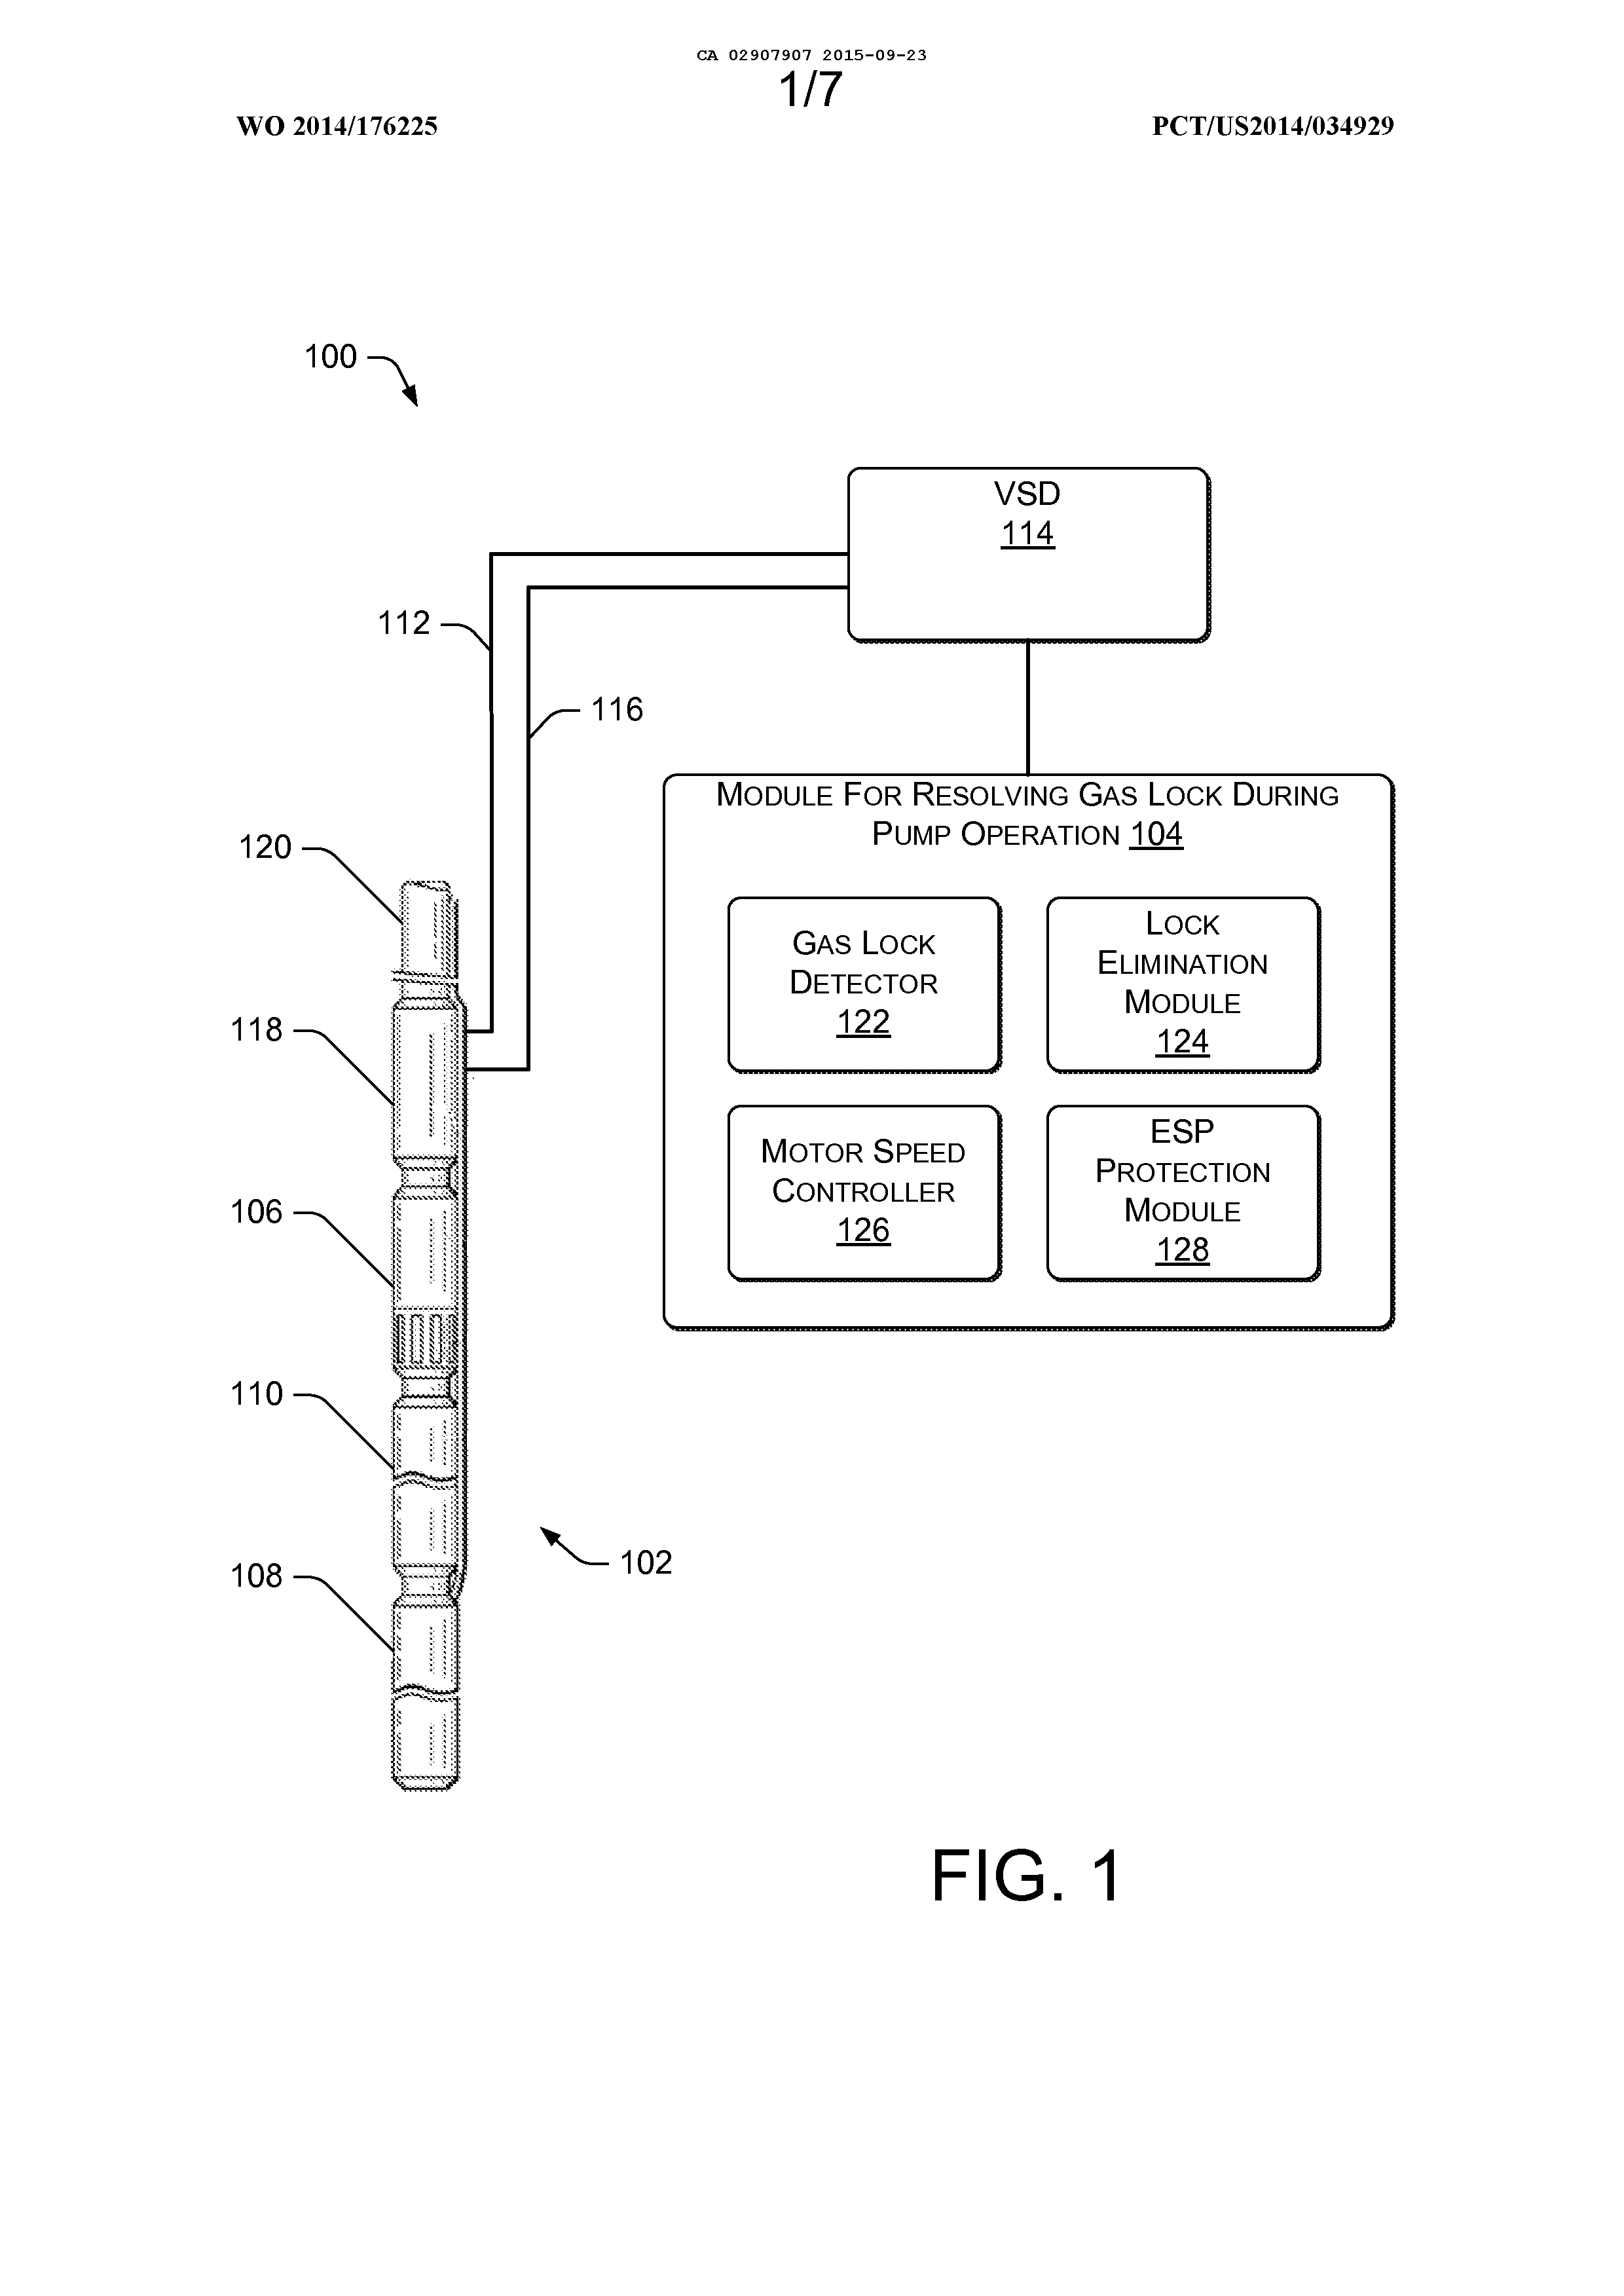 CA 02907907 2015-09-23
1/7
WO 2014/176225
PCT/US2014/034929
100
VSD
114
112
116
MODULE FOR RESOLVING GAS LOCK DURING
PUMP OPERATION 104
120
GAS LOCK
DETECTOR
122
LOCK
ELIMINATION
MODULE
124
118
MOTOR SPEED
CONTROLLER
126
ESP
PROTECTION
MODULE
128
106
110
102
108
FIG. 1